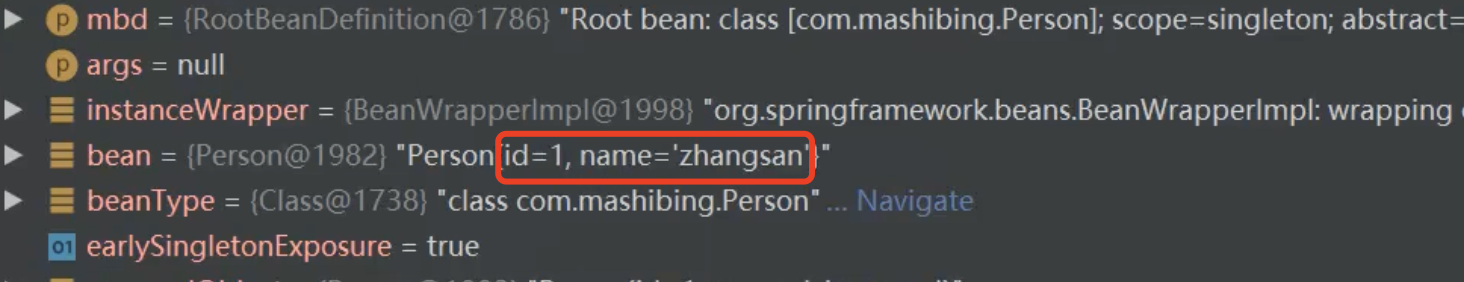 p mbd = {RootBeanDefinition@1786} "Root bean: class [com.mashibing.Person]; scope=singleton; abstract=
p args = null
instanceWrapper = {BeanWrapperImpl@1998} "org.springframework.beans.BeanWrapperImpl: wrapping
bean = {Person@1982} "Person{id=1, name='zhangsan'}"
beanType = {Class@1738} "class com.mashibing.Person" ... Navigate
01 earlySingletonExposure = true